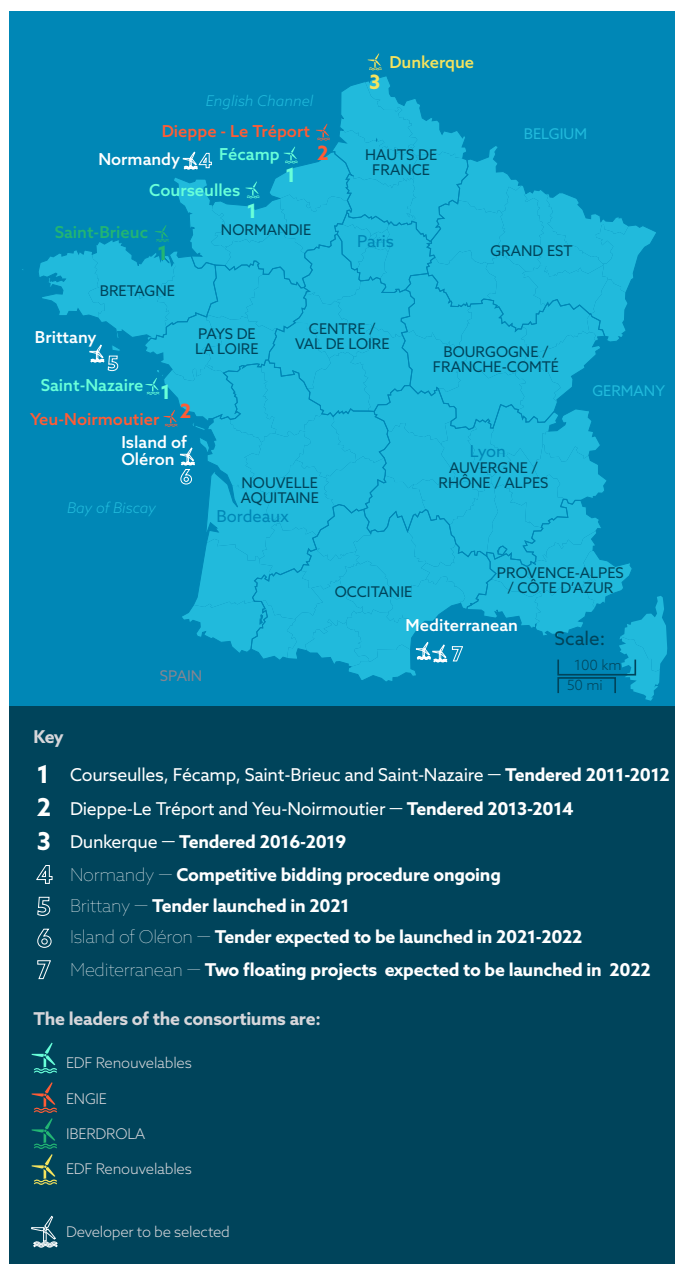 Dunkerque
3
English Channel
Dieppe - Le Tréport
2
BELGIUM
Normandy 4
Fécamp
1
HAUTS DE
FRANCE
Courseulles
1
NORMANDIE
Saint-Brieuc
1
Paris
GRAND EST
BRETAGNE
Brittany
5
PAYS DE
LA LOIRE
CENTRE /
VAL DE LOIRE
BOURGOGNE /
FRANCHE-COMTÉ
Saint-Nazaire 1
GERMANY
Yeu-Noirmoutier 2
Island of
Oléron
6
Lyon
AUVERGNE /
RHÔNE / ALPES
NOUVELLE
AQUITAINE
Bay of Biscay
Bordeaux
PROVENCE-ALPES
/ CÔTE D'AZUR
OCCITANIE
Mediterranean
7
Scale:
100 km
50 mi
SPAIN
Key
1 Courseulles, Fécamp, Saint-Brieuc and Saint-Nazaire — Tendered 2011-2012
2 Dieppe-Le Tréport and Yeu-Noirmoutier — Tendered 2013-2014
3 Dunkerque — Tendered 2016-2019
4 Normandy — Competitive bidding procedure ongoing
5 Brittany — Tender launched in 2021
6 Island of Oléron — Tender expected to be launched in 2021-2022
7 Mediterranean — Two floating projects expected to be launched in 2022
The leaders of the consortiums are:
EDF Renouvelables
ENGIE
IBERDROLA
EDF Renouvelables
Developer to be selected